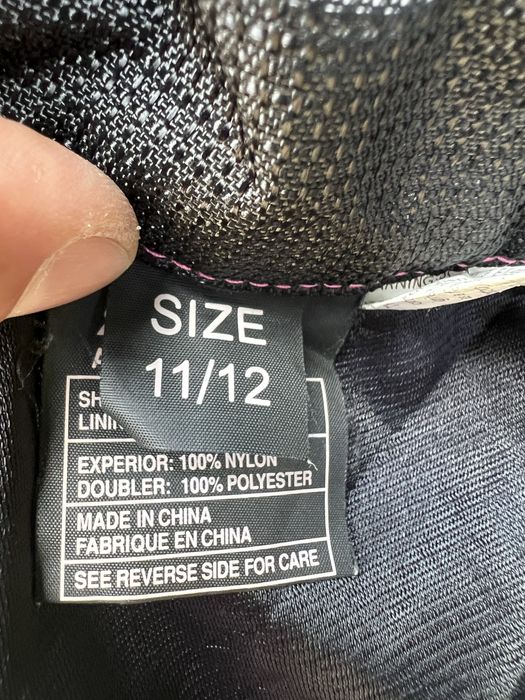 SIZE
11/12
EXPERIOR: 100% NYLON
DOUBLER: 100% POLYESTER
MADE IN CHINA
FABRIQUE EN CHINA
SEE REVERSE SIDE FOR CARE